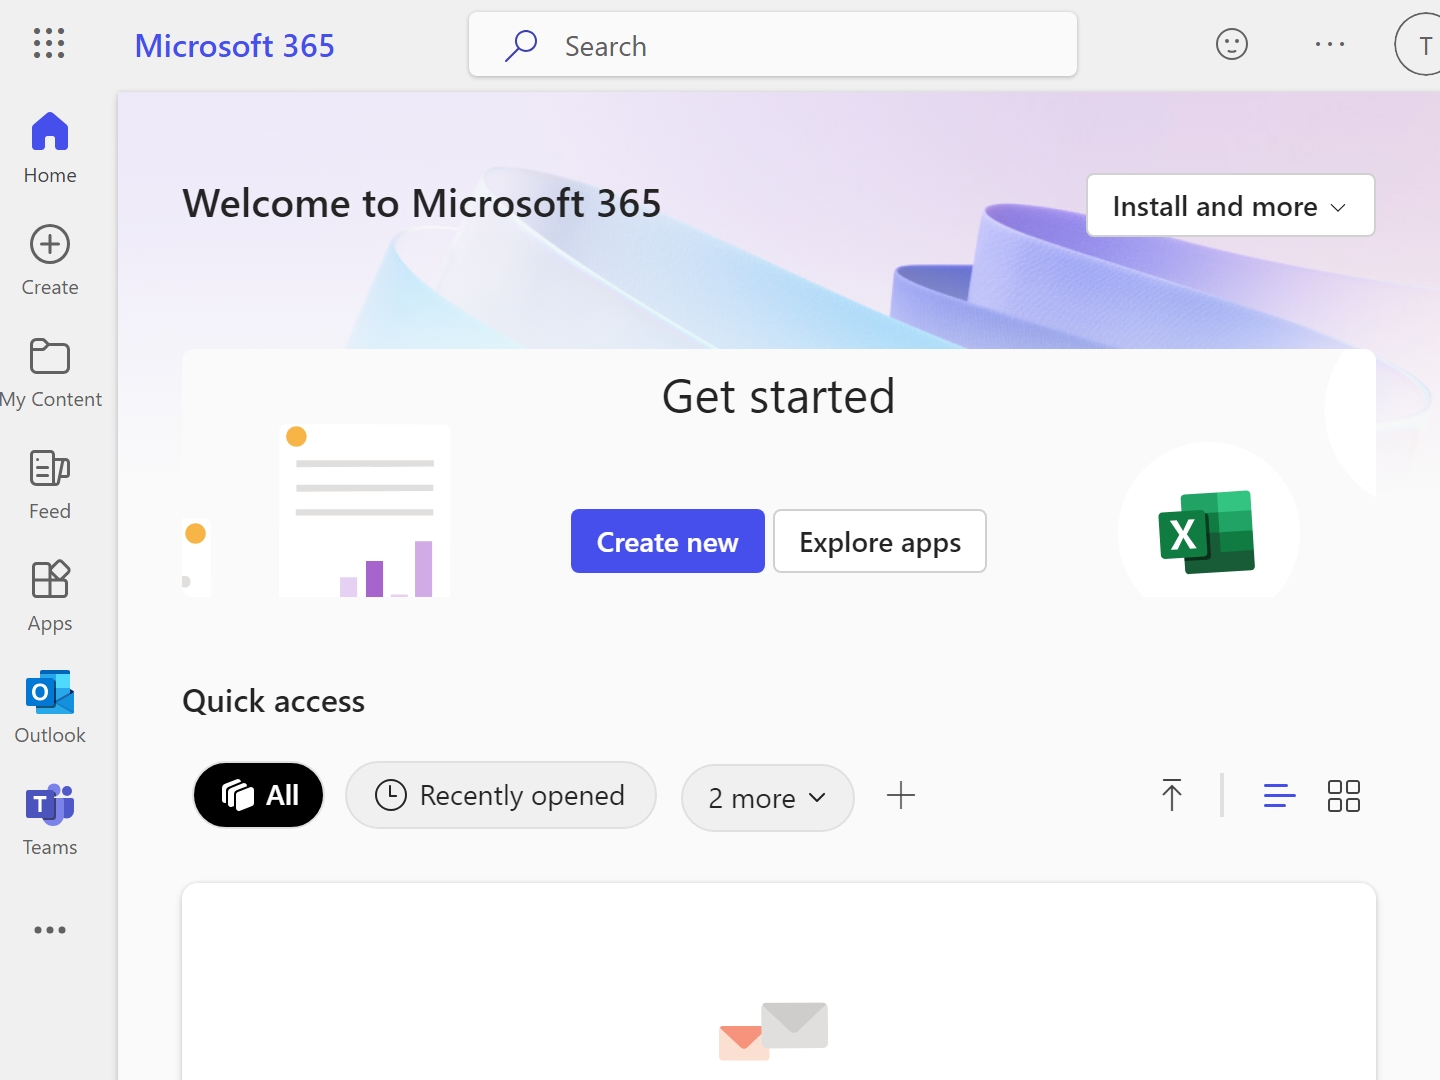 Microsoft 365
Search
T
Home
Create
My Content
Feed
Apps
Outlook
Teams
Welcome to Microsoft 365
Install and more
Get started
Create new
Explore apps
Quick access
All
Recently opened
2 more